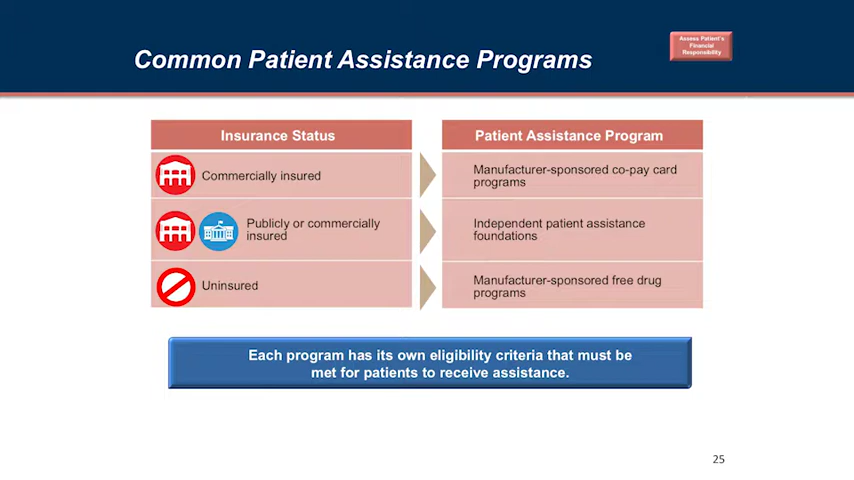 Common Patient Assistance Programs
Assess Patient's
Financial
Responsibility
Insurance Status
Patient Assistance Program
Commercially insured
Manufacturer-sponsored co-pay card
programs
Publicly or commercially
insured
Independent patient assistance
foundations
Uninsured
Manufacturer-sponsored free drug
programs
Each program has its own eligibility criteria that must be
met for patients to receive assistance.
25